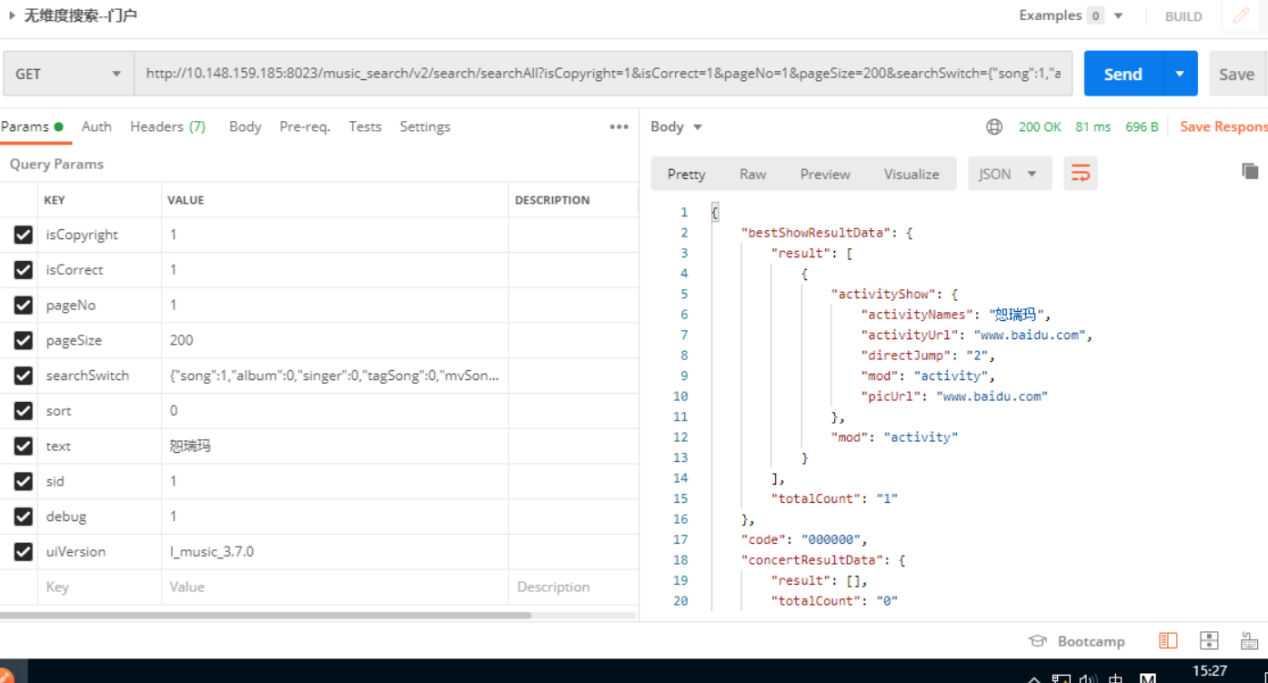 无维度搜索--门户
Examples 0
BUILD
GET
http://10.148.159.185:8023/music_search/v2/search/searchAll?isCopyright=1&isCorrect=1&pageNo=1&pageSize=200&searchSwitch={"song":1,"a
Send
Save
Params
Auth
Headers (7)
Body
Pre-req.
Tests
Settings
Query Params
KEY VALUE DESCRIPTION
isCopyright 1
isCorrect 1
pageNo 1
pageSize 200
searchSwitch {"song":1,"album":0,"singer":0,"tagSong":0,"mvSon...
sort 0
text 恕瑞玛
sid 1
debug 1
uiVersion I_music_3.7.0
Key Value Description
Body
200 OK 81 ms 696 B Save Respons
Pretty Raw Preview Visualize JSON
1 {
2 "bestShowResultData": {
3 "result": [
4 {
5 "activityShow": {
6 "activityNames": "恕瑞玛",
7 "activityUrl": "www.baidu.com",
8 "directJump": "2",
9 "mod": "activity",
10 "picUrl": "www.baidu.com"
11 },
12 "mod": "activity"
13 }
14 ],
15 "totalCount": "1"
16 },
17 "code": "000000",
18 "concertResultData": {
19 "result": [],
20 "totalCount": "0"
Bootcamp
中
M
15:27